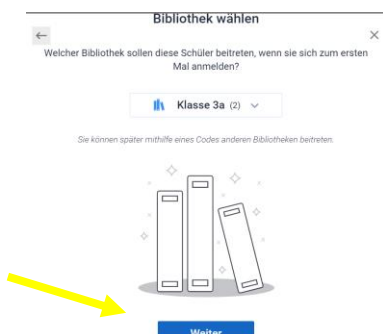 Bibliothek wählen
Welcher Bibliothek sollen diese Schüler beitreten, wenn sie sich zum ersten
Mal anmelden?
Klasse 3a (2)
Sie können später mithilfe eines Codes anderen Bibliotheken beitreten.
Weiter